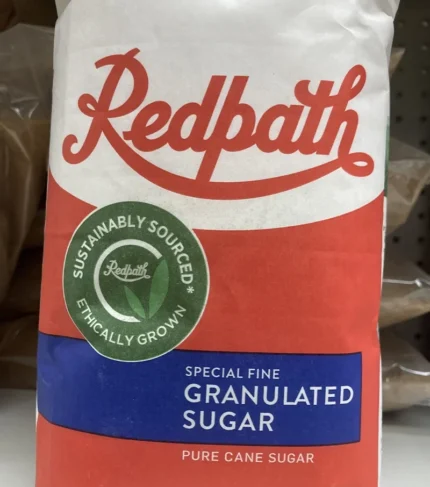 Redpath
SUSTAINABLY SOURCED*
Redpath
ETHICALLY GROWN
SPECIAL FINE
GRANULATED
SUGAR
PURE CANE SUGAR